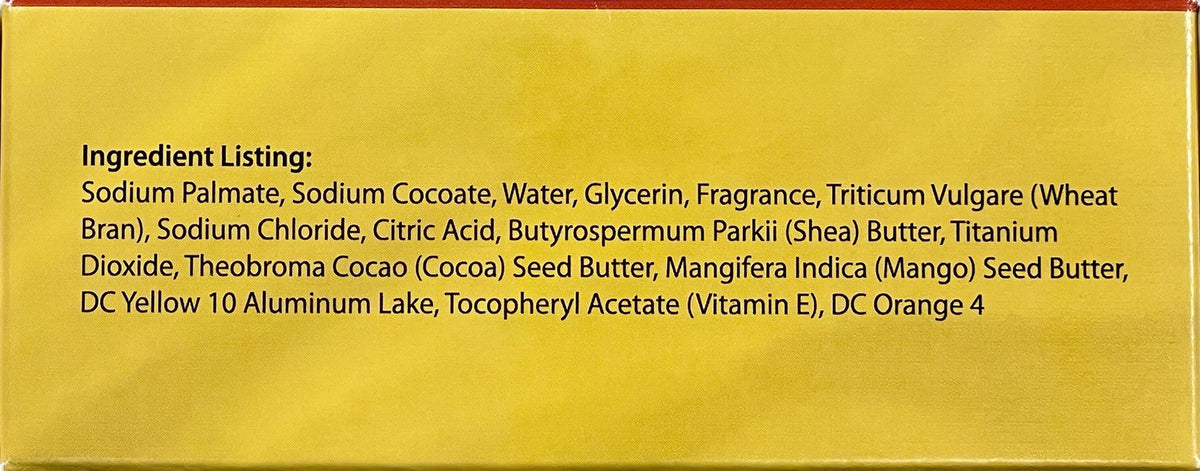 Ingredient Listing:
Sodium Palmate, Sodium Cocoate, Water, Glycerin, Fragrance, Triticum Vulgare (Wheat
Bran), Sodium Chloride, Citric Acid, Butyrospermum Parkii (Shea) Butter, Titanium
Dioxide, Theobroma Cocao (Cocoa) Seed Butter, Mangifera Indica (Mango) Seed Butter,
DC Yellow 10 Aluminum Lake, Tocopheryl Acetate (Vitamin E), DC Orange 4